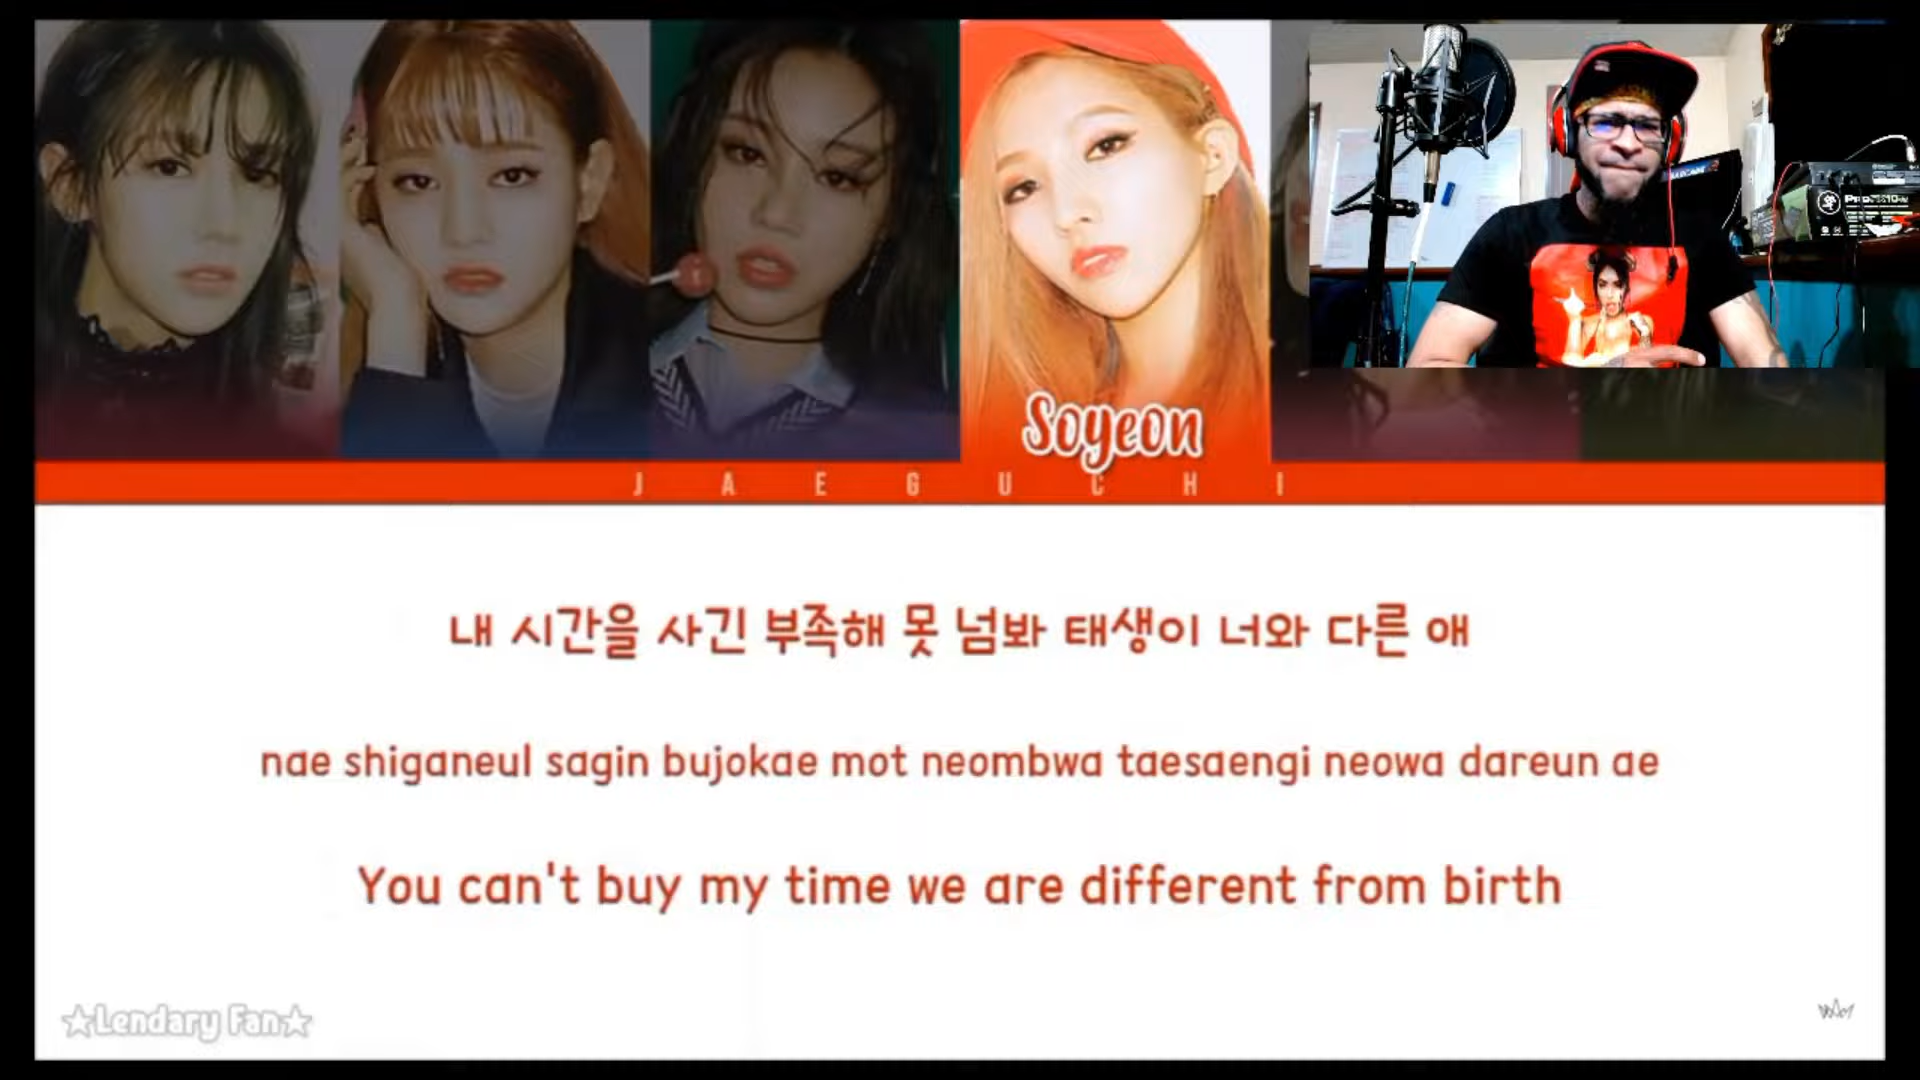 Soyeon
JAEGUCHI
내 시간을 사긴 부족해 못 넘봐 태생이 너와 다른 애
nae shiganeul sagin bujokae mot neombwa taesaengi neowa dareun ae
You can't buy my time we are different from birth
☆Lendary Fan☆